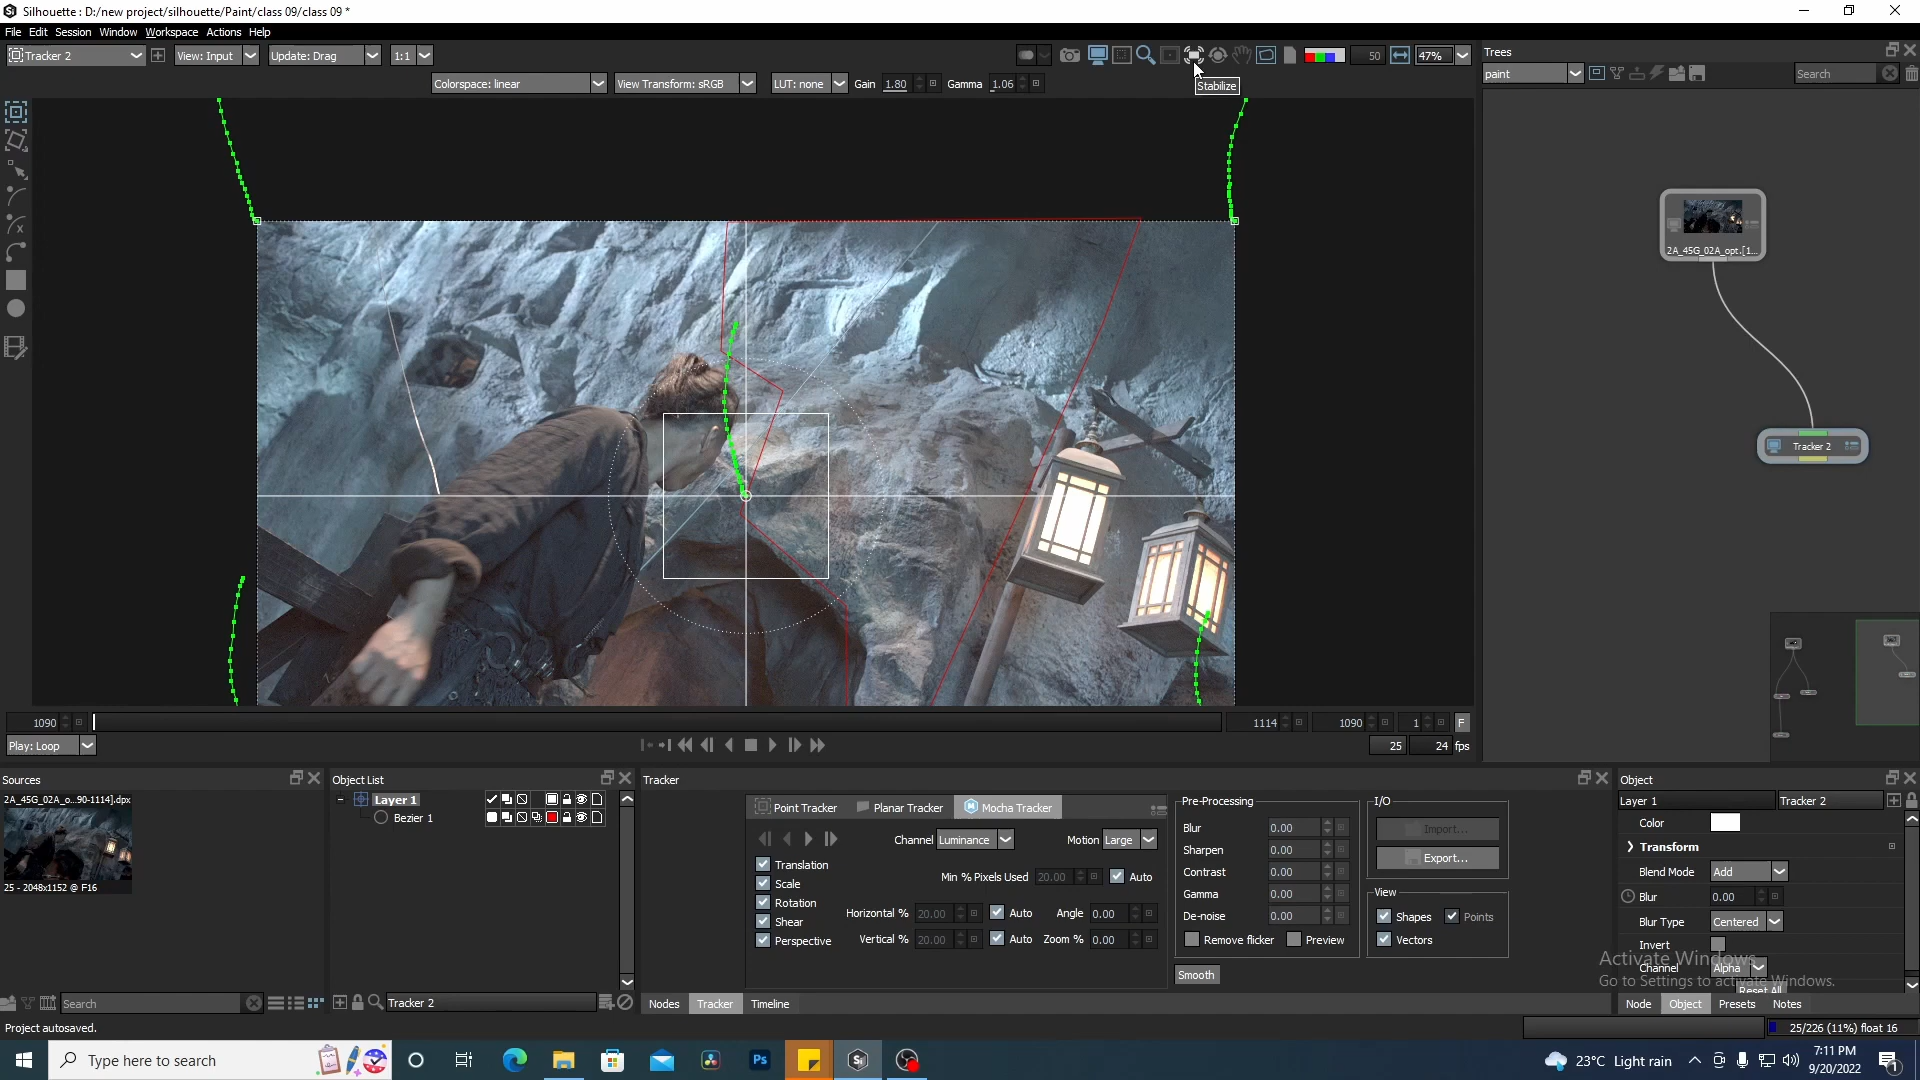 Silhouette : D:/new project/silhouette/Paint/class 09/class 09 *
File Edit Session Window Workspace Actions Help
Tracker 2 View: Input Update: Drag 1:1 50 47%
Colorspace: linear View Transform: sRGB LUT: none Gain 1.80 Gamma 1.06
Stabilize
Trees
paint Search
2A_45G_02A_opt.[1...
Tracker 2
1090 1114 1090 1 F
Play: Loop 25 24 fps
Sources
2A_45G_02A_o...90-1114].dpx
25 - 2048x1152 @ F16
Search
Object List
Layer 1
Bezier 1
Tracker 2
Tracker
Point Tracker Planar Tracker Mocha Tracker
Channel Luminance Motion Large
Translation
Scale
Rotation
Shear
Perspective
Min % Pixels Used 20.00 Auto
Horizontal % 20.00 Auto Angle 0.00
Vertical % 20.00 Auto Zoom % 0.00
Pre-Processing
Blur 0.00
Sharpen 0.00
Contrast 0.00
Gamma 0.00
De-noise 0.00
Remove flicker Preview
Smooth
I/O
Import...
Export...
View
Shapes Points
Vectors
Nodes Tracker Timeline
Object
Layer 1 Tracker 2
Color
Transform
Blend Mode Add
Blur 0.00
Blur Type Centered
Invert
Channel Alpha
Reset All
Activate Windows
Go to Settings to activate Windows.
Node Object Presets Notes
Project autosaved.
25/226 (11%) float 16
Type here to search
Ps
Si
23°C Light rain
7:11 PM
9/20/2022
1